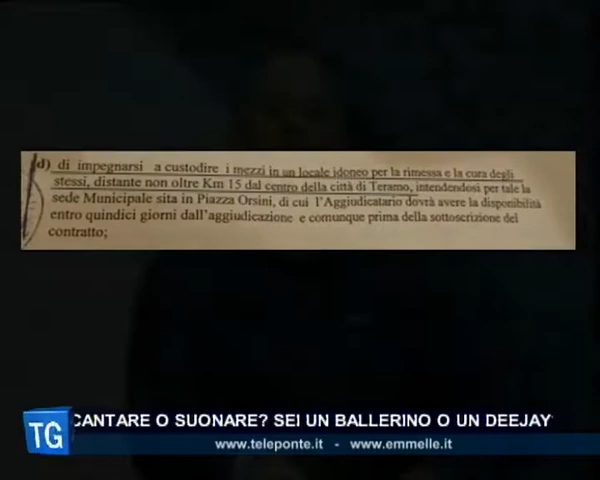 d) di impegnarsi a custodire i mezzi in un locale idoneo per la rimessa e la cura degli
stessi, distante non oltre Km 15 dal centro della città di Teramo, intendendosi per tale la
sede Municipale sita in Piazza Orsini, di cui l'Aggiudicatario dovrà avere la disponibilità
entro quindici giorni dall'aggiudicazione e comunque prima della sottoscrizione del
contratto;
CANTARE O SUONARE? SEI UN BALLERINO O UN DEEJAY
TG
www.teleponte.it - www.emmelle.it